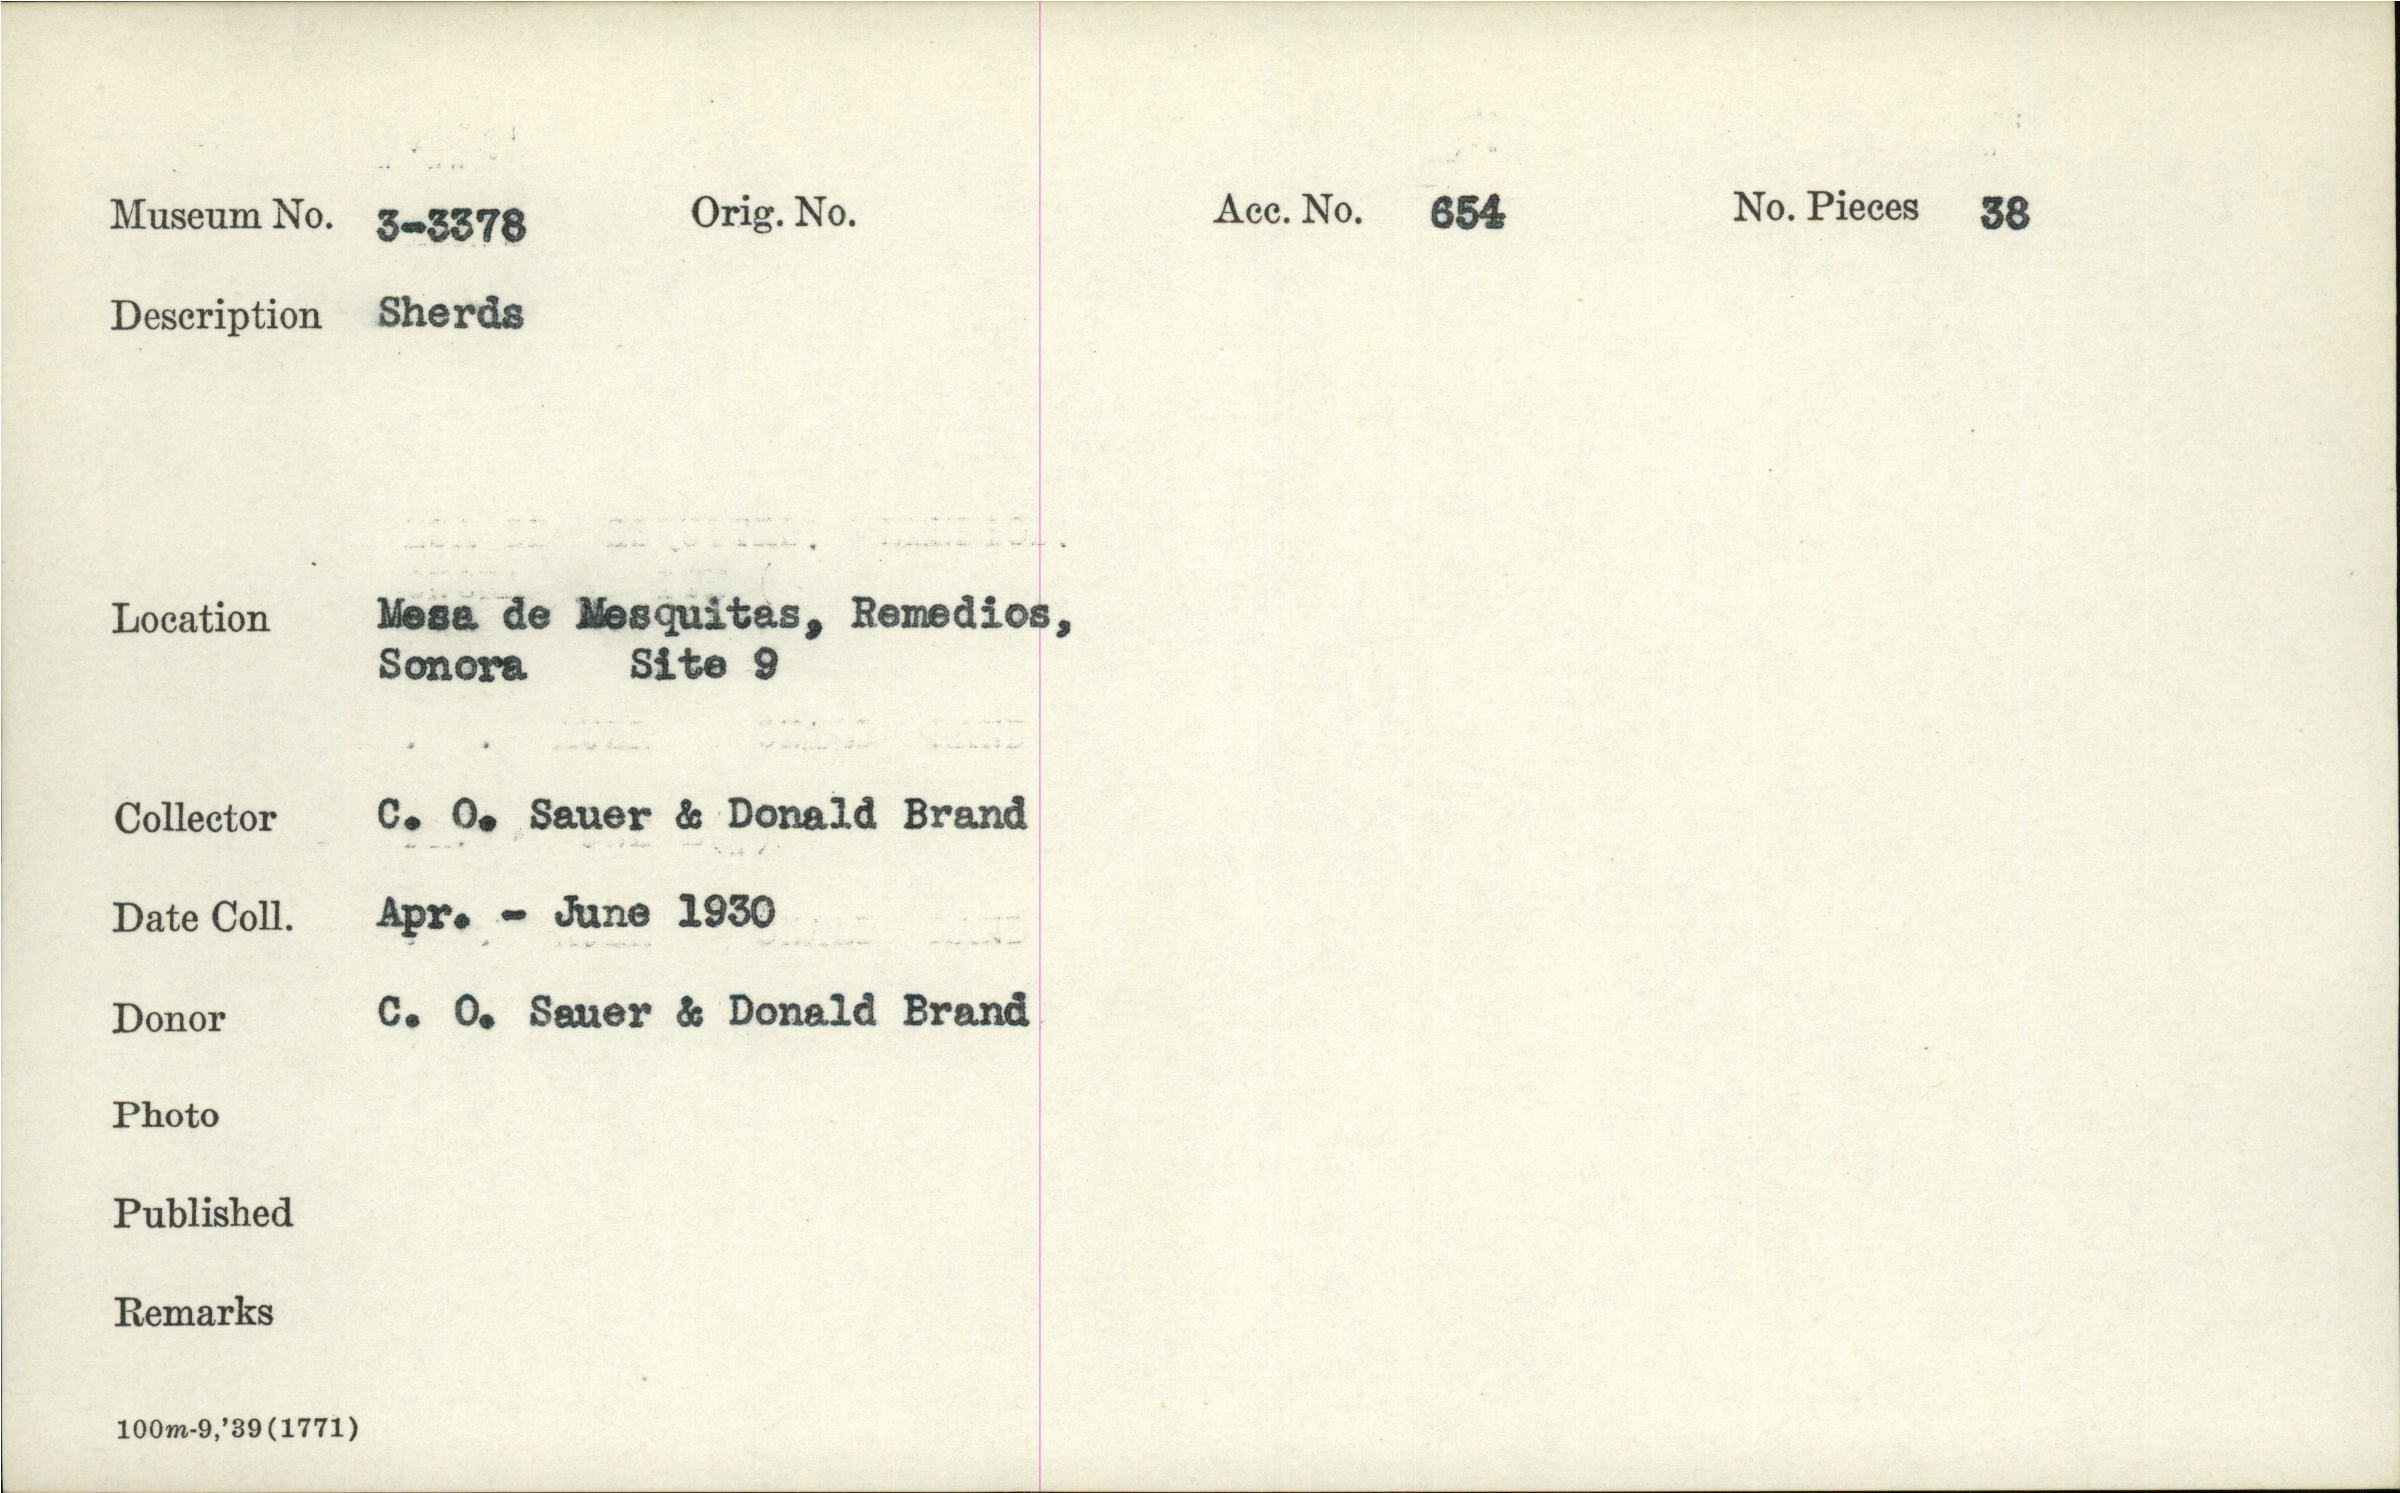 Museum No. 3-3378 Orig. No. Acc. No. 654 No. Pieces 38
Description Sherds
Location Mesa de Mesquitas, Remedios,
Sonora Site 9
Collector C. O. Sauer & Donald Brand
Date Coll. Apr. - June 1930
Donor C. O. Sauer & Donald Brand
Photo
Published
Remarks
100m-9,'39(1771)